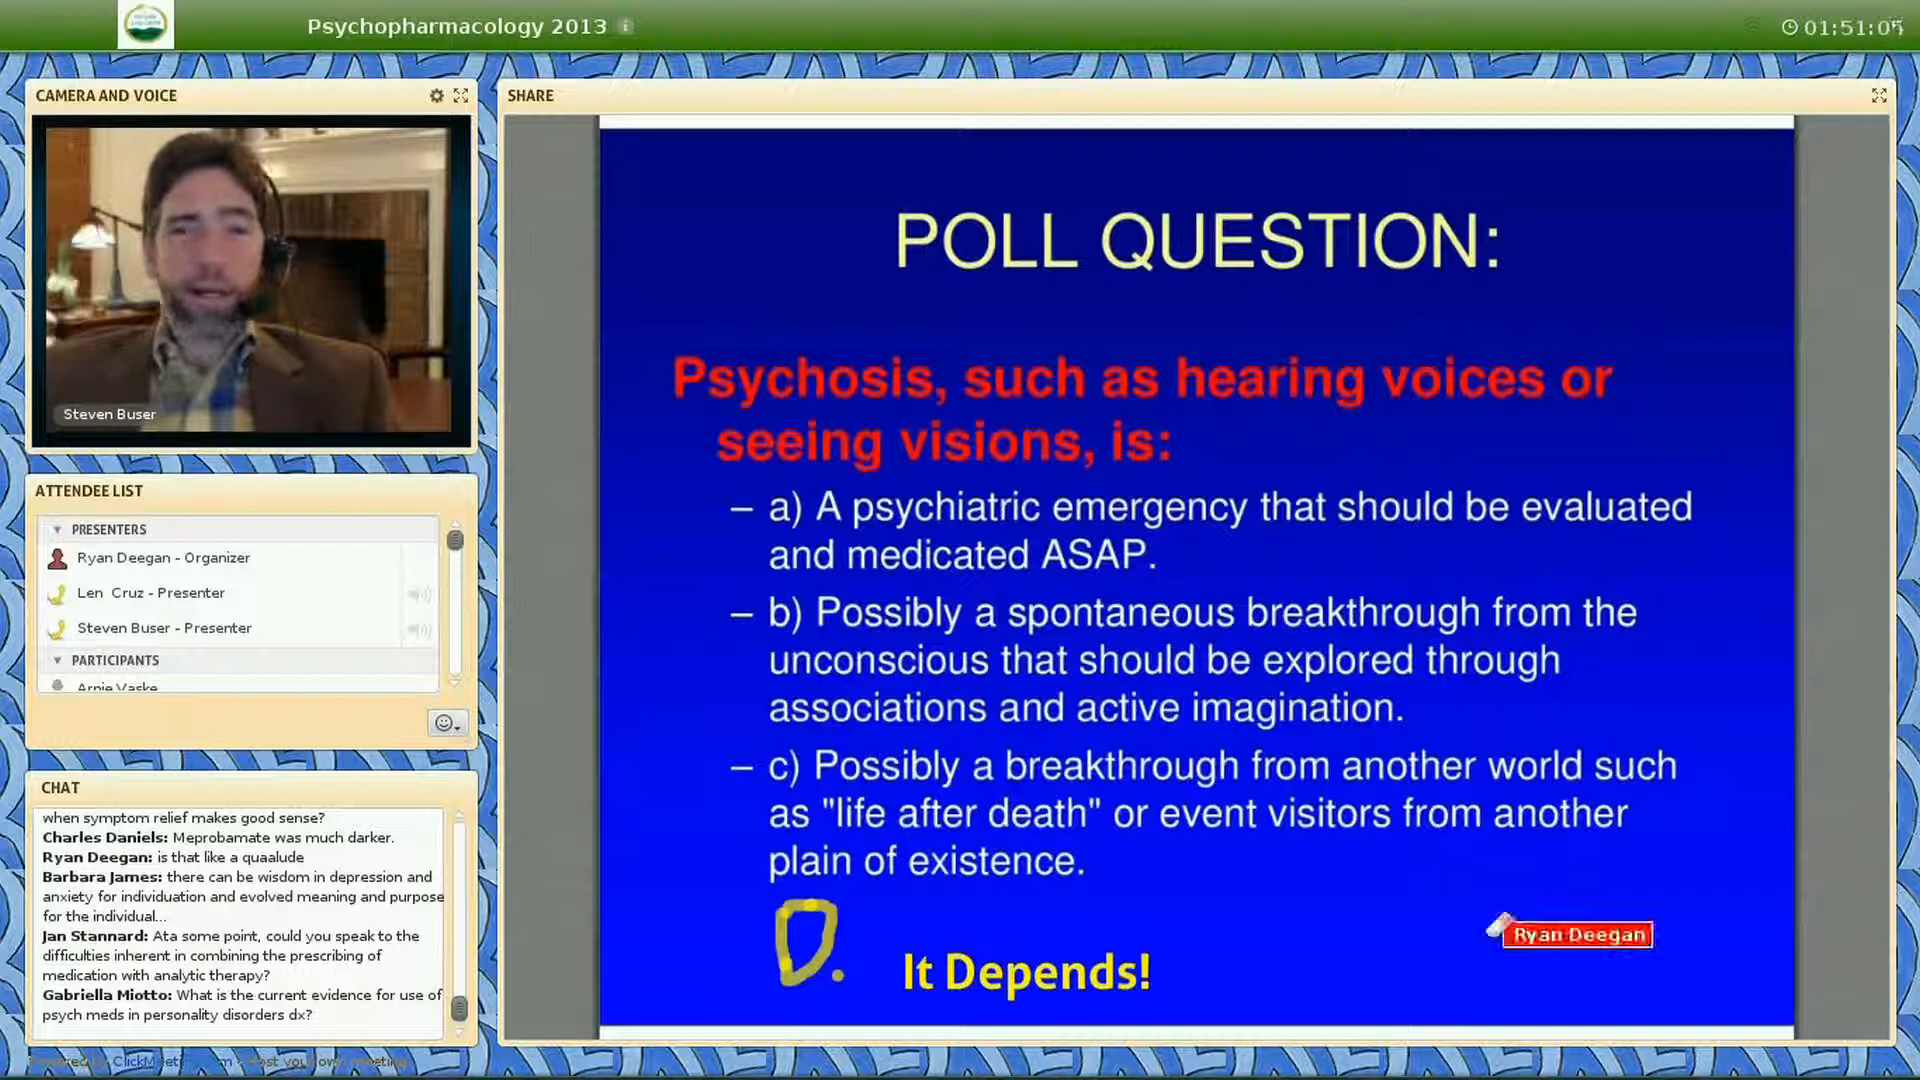 Psychopharmacology 2013
CAMERA AND VOICE
Steven Buser
ATTENDEE LIST
PRESENTERS
Ryan Deegan - Organizer
Len Cruz - Presenter
Steven Buser - Presenter
PARTICIPANTS
Arnie Vaske
CHAT
when symptom relief makes good sense?
Charles Daniels: Meprobamate was much darker.
Ryan Deegan: is that like a quaalude
Barbara James: there can be wisdom in depression and
anxiety for individuation and evolved meaning and purpose
for the individual...
Jan Stannard: Ata some point, could you speak to the
difficulties inherent in combining the prescribing of
medication with analytic therapy?
Gabriella Miotto: What is the current evidence for use of
psych meds in personality disorders dx?
SHARE
POLL QUESTION:
Psychosis, such as hearing voices or
seeing visions, is:
– a) A psychiatric emergency that should be evaluated
and medicated ASAP.
– b) Possibly a spontaneous breakthrough from the
unconscious that should be explored through
associations and active imagination.
– c) Possibly a breakthrough from another world such
as "life after death" or event visitors from another
plain of existence.
D.
It Depends!
Ryan Deegan